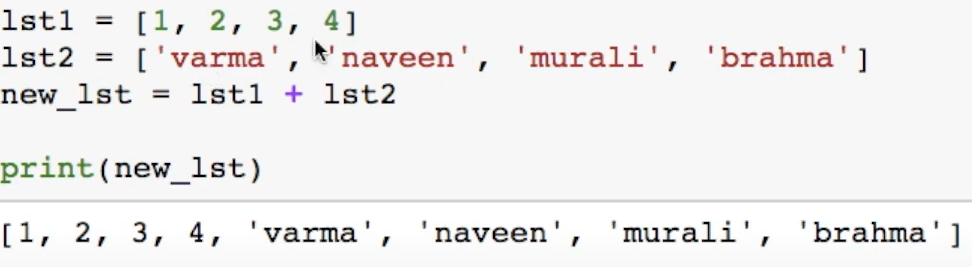 lst1 = [1, 2, 3, 4]
lst2 = ['varma', 'naveen', 'murali', 'brahma']
new_lst = lst1 + lst2
print(new_lst)
[1, 2, 3, 4, 'varma', 'naveen', 'murali', 'brahma']